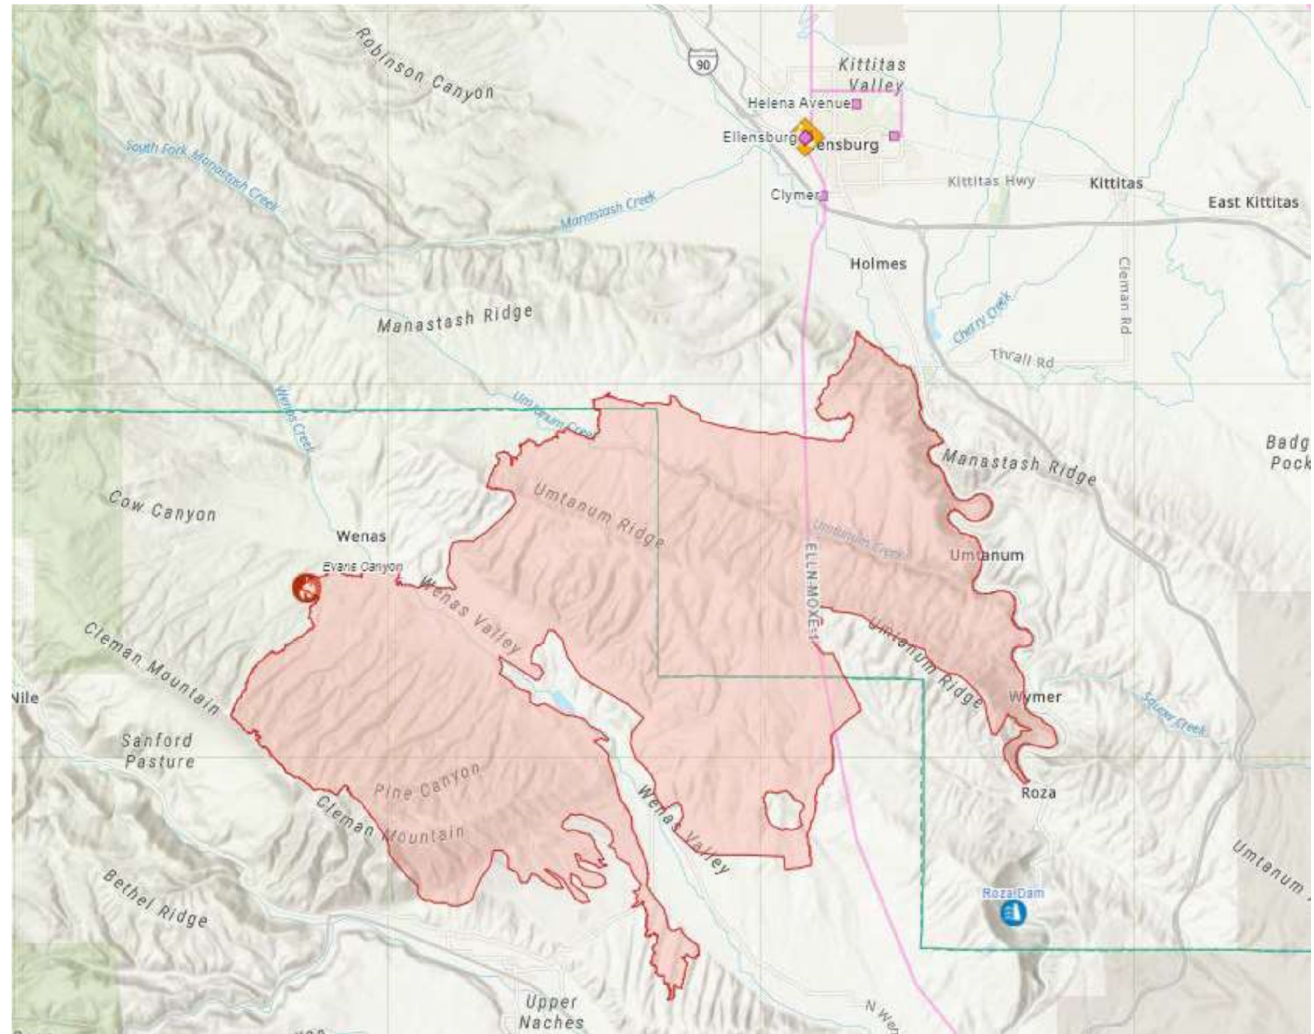 Robinson Canyon
90
Kittitas
Valley
Helena Avenue
Ellensburg
ensburg
South Fork Manastash Creek
Kittitas Hwy
Kittitas
Clymer
East Kittitas
Manastash Creek
Holmes
Cleman Rd
Manastash Ridge
Cherry Creek
Thrall Rd
Wenas Creek
Umtanum Creek
Badg
Pock
Manastash Ridge
Cow Canyon
Umtanum Ridge
Wenas
Umtanum Creek
Umtanum
Evans Canyon
ELLN-MOXE
Wenas Valley
Umtanum Ridge
Cleman Mountain
Nile
Wymer
Squaw Creek
Sanford
Pasture
Pine Canyon
Roza
Cleman Mountain
Wenas Valley
Umtanum
Bethel Ridge
Roza Dam
Upper
Naches
N Wen